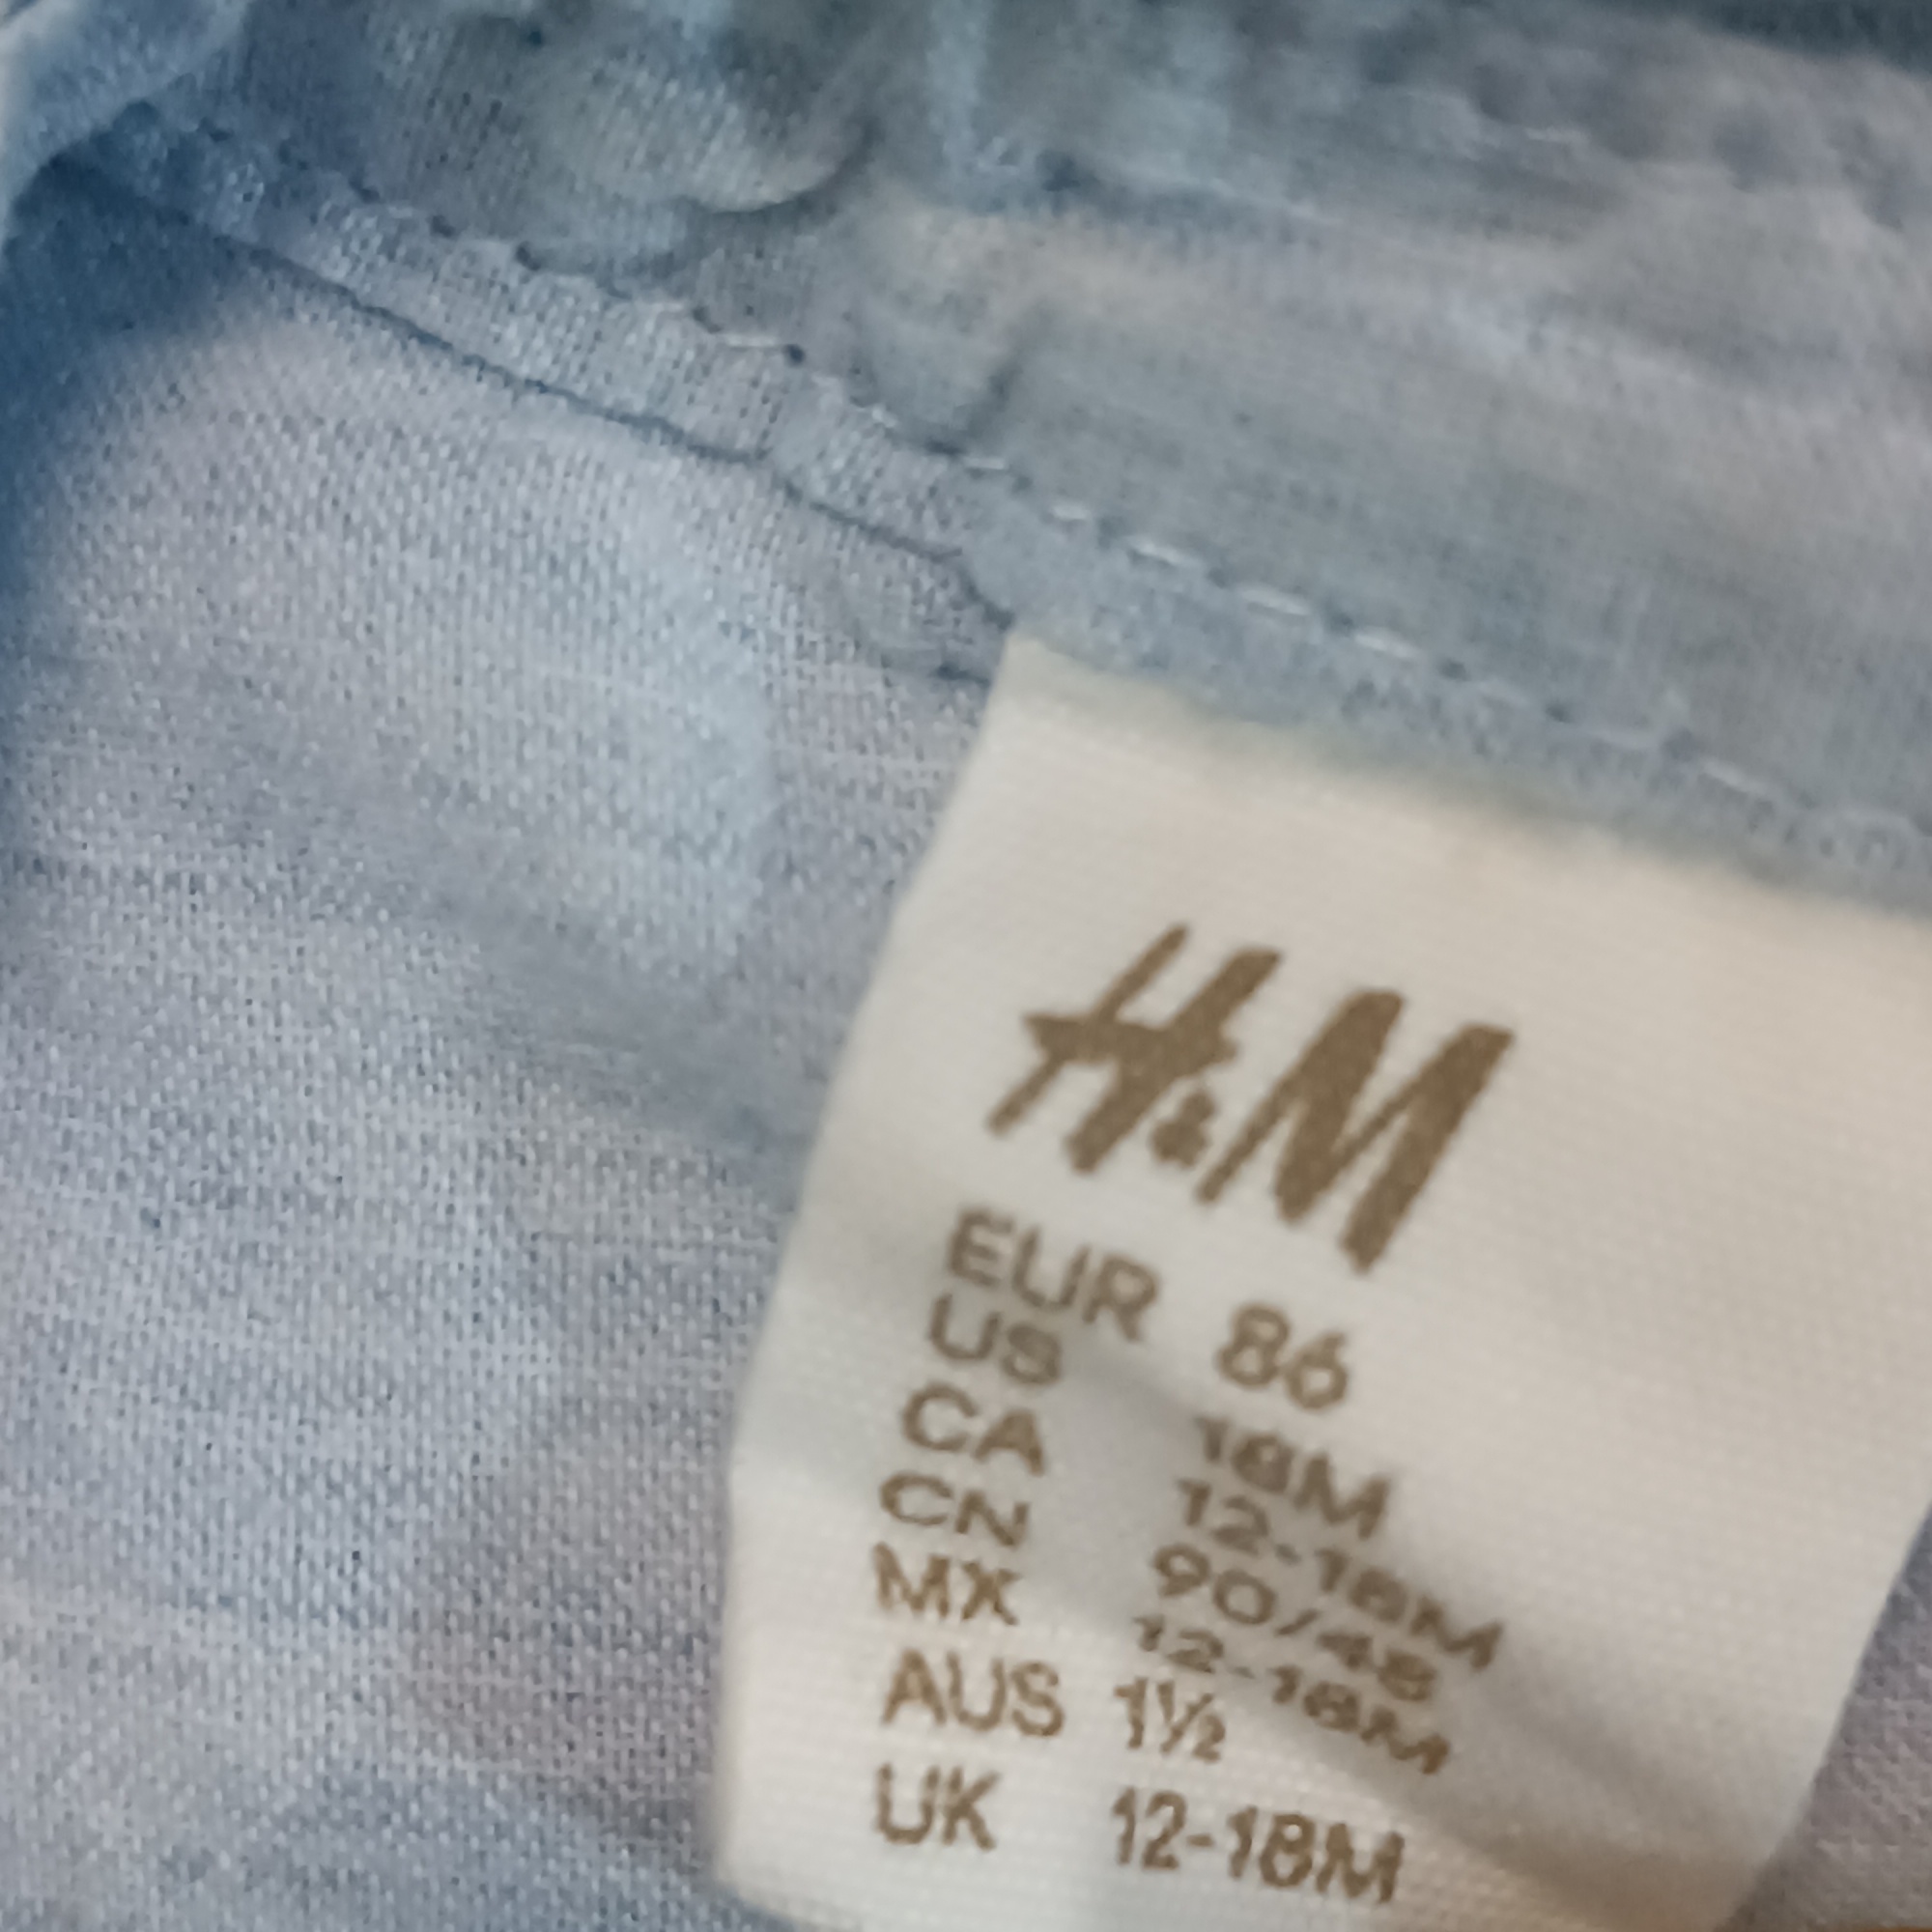 H&M
EUR 86
US 18M
CA 12-18M
CN 90/48
MX 12-18M
AUS 1½
UK 12-18M